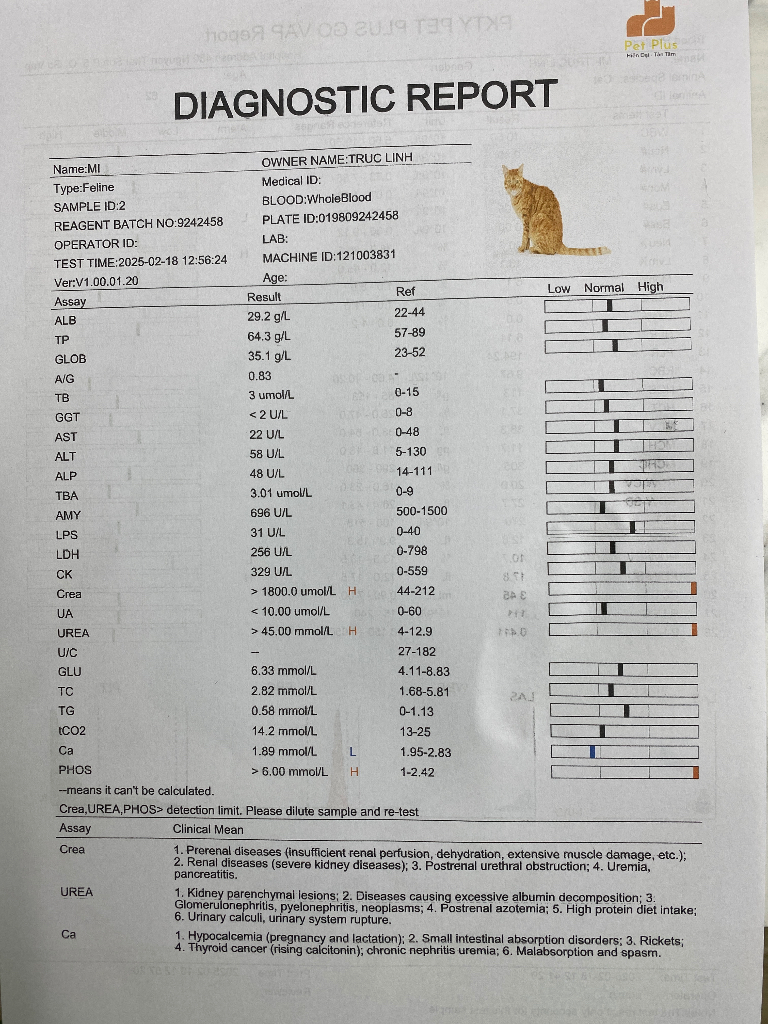 Pet Plus
Hiện Đại - Tận Tâm
DIAGNOSTIC REPORT
Name:MI OWNER NAME:TRUC LINH
Type:Feline Medical ID:
SAMPLE ID:2 BLOOD:WholeBlood
REAGENT BATCH NO:9242458 PLATE ID:019809242458
OPERATOR ID: LAB:
TEST TIME:2025-02-18 12:56:24 MACHINE ID:121003831
Ver:V1.00.01.20 Age:
Assay Result Ref Low Normal High
ALB 29.2 g/L 22-44
TP 64.3 g/L 57-89
GLOB 35.1 g/L 23-52
A/G 0.83 -
TB 3 umol/L 0-15
GGT < 2 U/L 0-8
AST 22 U/L 0-48
ALT 58 U/L 5-130
ALP 48 U/L 14-111
TBA 3.01 umol/L 0-9
AMY 696 U/L 500-1500
LPS 31 U/L 0-40
LDH 256 U/L 0-798
CK 329 U/L 0-559
Crea > 1800.0 umol/L H 44-212
UA < 10.00 umol/L 0-60
UREA > 45.00 mmol/L H 4-12.9
U/C -- 27-182
GLU 6.33 mmol/L 4.11-8.83
TC 2.82 mmol/L 1.68-5.81
TG 0.58 mmol/L 0-1.13
tCO2 14.2 mmol/L 13-25
Ca 1.89 mmol/L L 1.95-2.83
PHOS > 6.00 mmol/L H 1-2.42
--means it can't be calculated.
Crea,UREA,PHOS> detection limit. Please dilute sample and re-test
Assay Clinical Mean
Crea 1. Prerenal diseases (insufficient renal perfusion, dehydration, extensive muscle damage, etc.);
2. Renal diseases (severe kidney diseases); 3. Postrenal urethral obstruction; 4. Uremia,
pancreatitis.
UREA 1. Kidney parenchymal lesions; 2. Diseases causing excessive albumin decomposition; 3.
Glomerulonephritis, pyelonephritis, neoplasms; 4. Postrenal azotemia; 5. High protein diet intake;
6. Urinary calculi, urinary system rupture.
Ca 1. Hypocalcemia (pregnancy and lactation); 2. Small intestinal absorption disorders; 3. Rickets;
4. Thyroid cancer (rising calcitonin); chronic nephritis uremia; 6. Malabsorption and spasm.